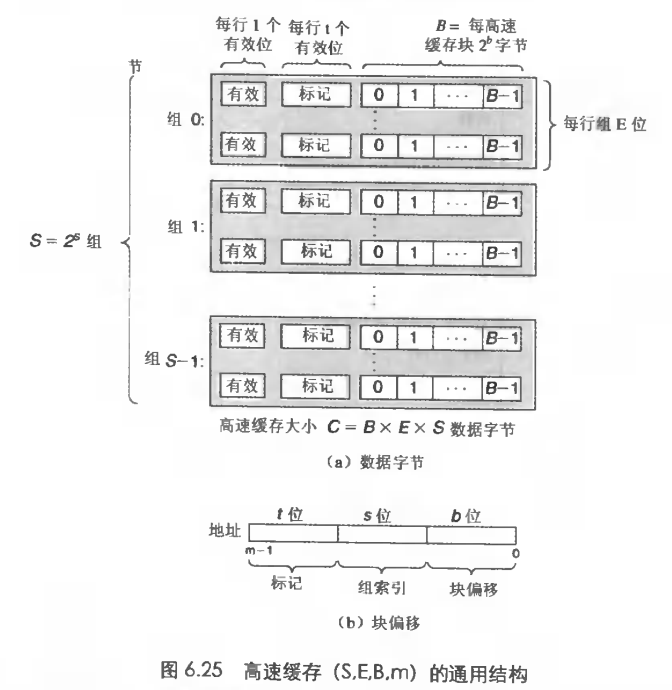 每行1个 每行t个 B= 每高速
有效位 有效位 缓存块 2ᵇ字节
节
有效 标记 0 1 ··· B−1
组 0:
每行组 E 位
有效 标记 0 1 ··· B−1
有效 标记 0 1 ··· B−1
组 1:
S = 2ˢ 组
有效 标记 0 1 ··· B−1
有效 标记 0 1 ··· B−1
组 S−1:
有效 标记 0 1 ··· B−1
高速缓存大小 C = B × E × S 数据字节
（a）数据字节
t 位 s 位 b 位
地址
m−1 0
标记 组索引 块偏移
（b）块偏移
图 6.25 高速缓存（S,E,B,m）的通用结构